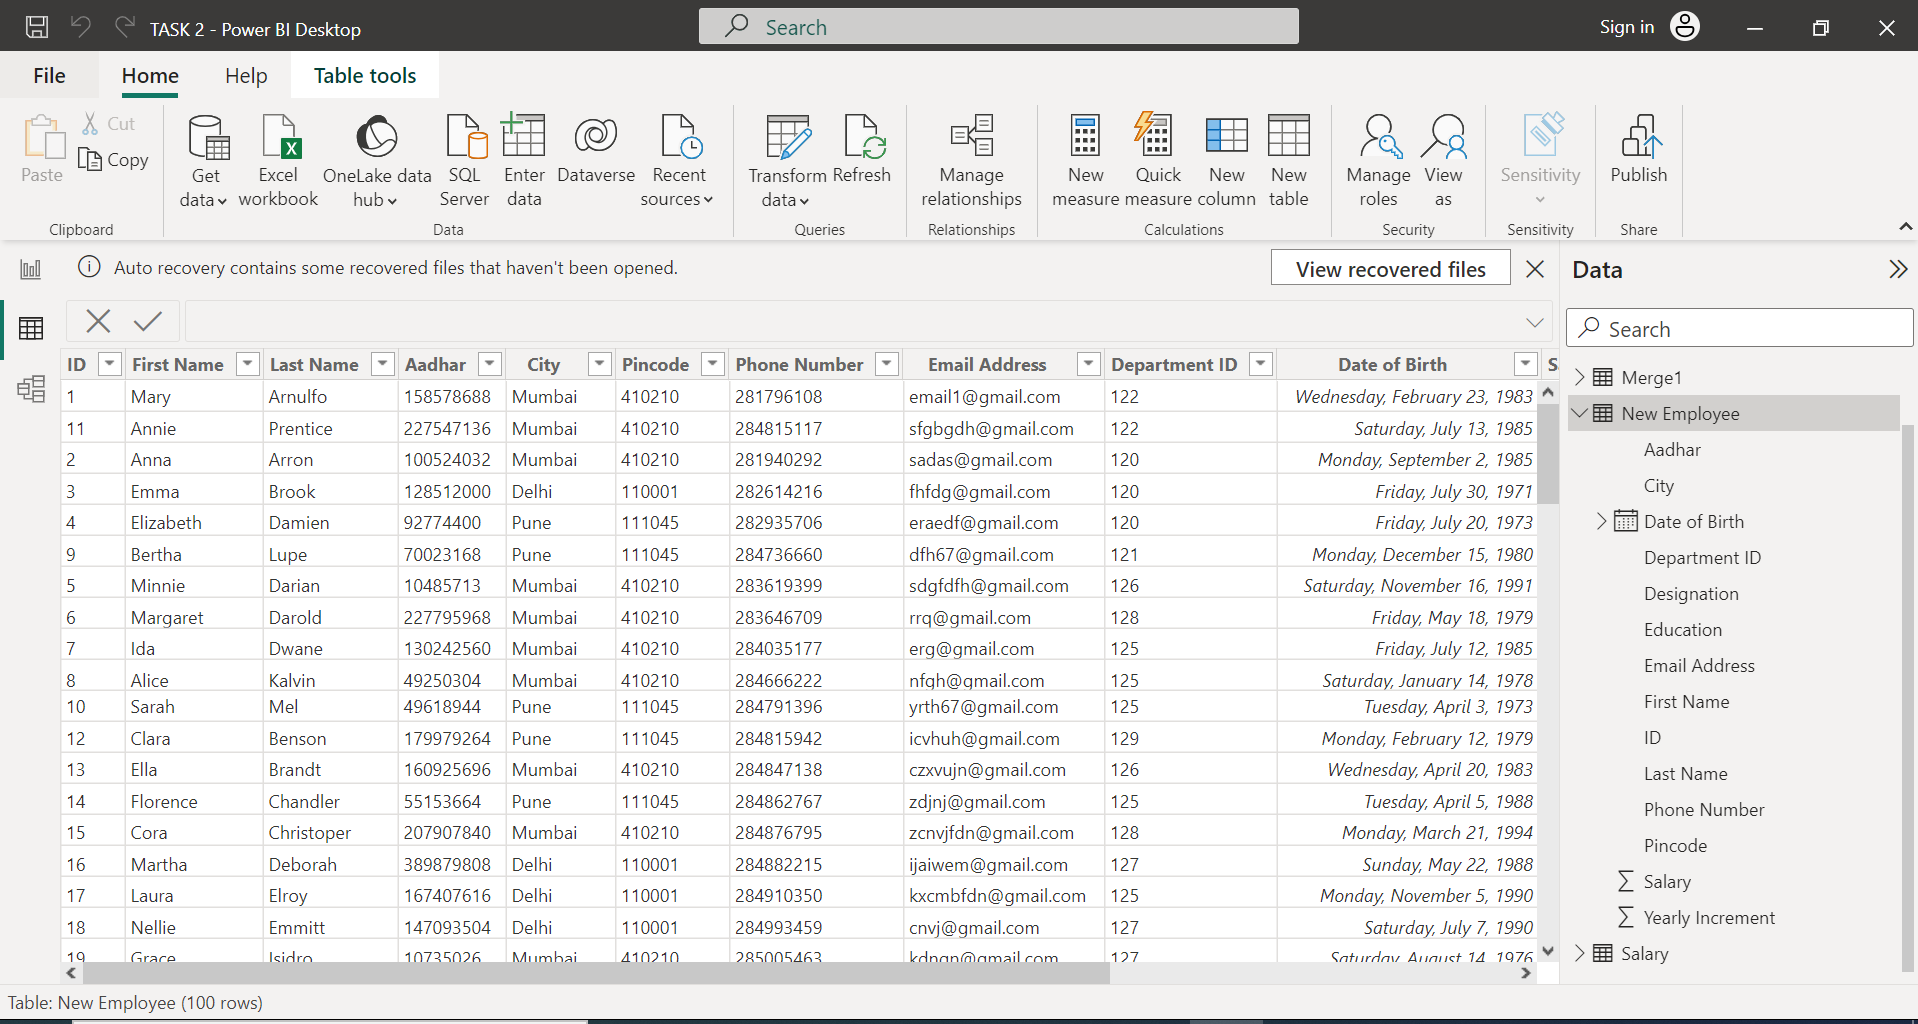 TASK 2 - Power BI Desktop
Search
Sign in
File
Home
Help
Table tools
Paste
Cut
Copy
Clipboard
Get data
Excel workbook
OneLake data hub
SQL Server
Enter data
Dataverse
Recent sources
Data
Transform data
Refresh
Queries
Manage relationships
Relationships
New measure
Quick measure
New column
New table
Calculations
Manage roles
View as
Security
Sensitivity
Sensitivity
Publish
Share
Auto recovery contains some recovered files that haven't been opened.
View recovered files
ID First Name Last Name Aadhar City Pincode Phone Number Email Address Department ID Date of Birth S
1 Mary Arnulfo 158578688 Mumbai 410210 281796108 email1@gmail.com 122 Wednesday, February 23, 1983
11 Annie Prentice 227547136 Mumbai 410210 284815117 sfgbgdh@gmail.com 122 Saturday, July 13, 1985
2 Anna Arron 100524032 Mumbai 410210 281940292 sadas@gmail.com 120 Monday, September 2, 1985
3 Emma Brook 128512000 Delhi 110001 282614216 fhfdg@gmail.com 120 Friday, July 30, 1971
4 Elizabeth Damien 92774400 Pune 111045 282935706 eraedf@gmail.com 120 Friday, July 20, 1973
9 Bertha Lupe 70023168 Pune 111045 284736660 dfh67@gmail.com 121 Monday, December 15, 1980
5 Minnie Darian 10485713 Mumbai 410210 283619399 sdgfdfh@gmail.com 126 Saturday, November 16, 1991
6 Margaret Darold 227795968 Mumbai 410210 283646709 rrq@gmail.com 128 Friday, May 18, 1979
7 Ida Dwane 130242560 Mumbai 410210 284035177 erg@gmail.com 125 Friday, July 12, 1985
8 Alice Kalvin 49250304 Mumbai 410210 284666222 nfgh@gmail.com 125 Saturday, January 14, 1978
10 Sarah Mel 49618944 Pune 111045 284791396 yrth67@gmail.com 125 Tuesday, April 3, 1973
12 Clara Benson 179979264 Pune 111045 284815942 icvhuh@gmail.com 129 Monday, February 12, 1979
13 Ella Brandt 160925696 Mumbai 410210 284847138 czxvujn@gmail.com 126 Wednesday, April 20, 1983
14 Florence Chandler 55153664 Pune 111045 284862767 zdjnj@gmail.com 125 Tuesday, April 5, 1988
15 Cora Christoper 207907840 Mumbai 410210 284876795 zcnvjfdn@gmail.com 128 Monday, March 21, 1994
16 Martha Deborah 389879808 Delhi 110001 284882215 ijaiwem@gmail.com 127 Sunday, May 22, 1988
17 Laura Elroy 167407616 Delhi 110001 284910350 kxcmbfdn@gmail.com 125 Monday, November 5, 1990
18 Nellie Emmitt 147093504 Delhi 110001 284993459 cnvj@gmail.com 127 Saturday, July 7, 1990
19 Grace Isidro 10735026 Mumbai 410210 285005463 127 Saturday, August 14, 1976
Data
Search
Merge1
New Employee
Aadhar
City
Date of Birth
Department ID
Designation
Education
Email Address
First Name
ID
Last Name
Phone Number
Pincode
Salary
Yearly Increment
Salary
Table: New Employee (100 rows)